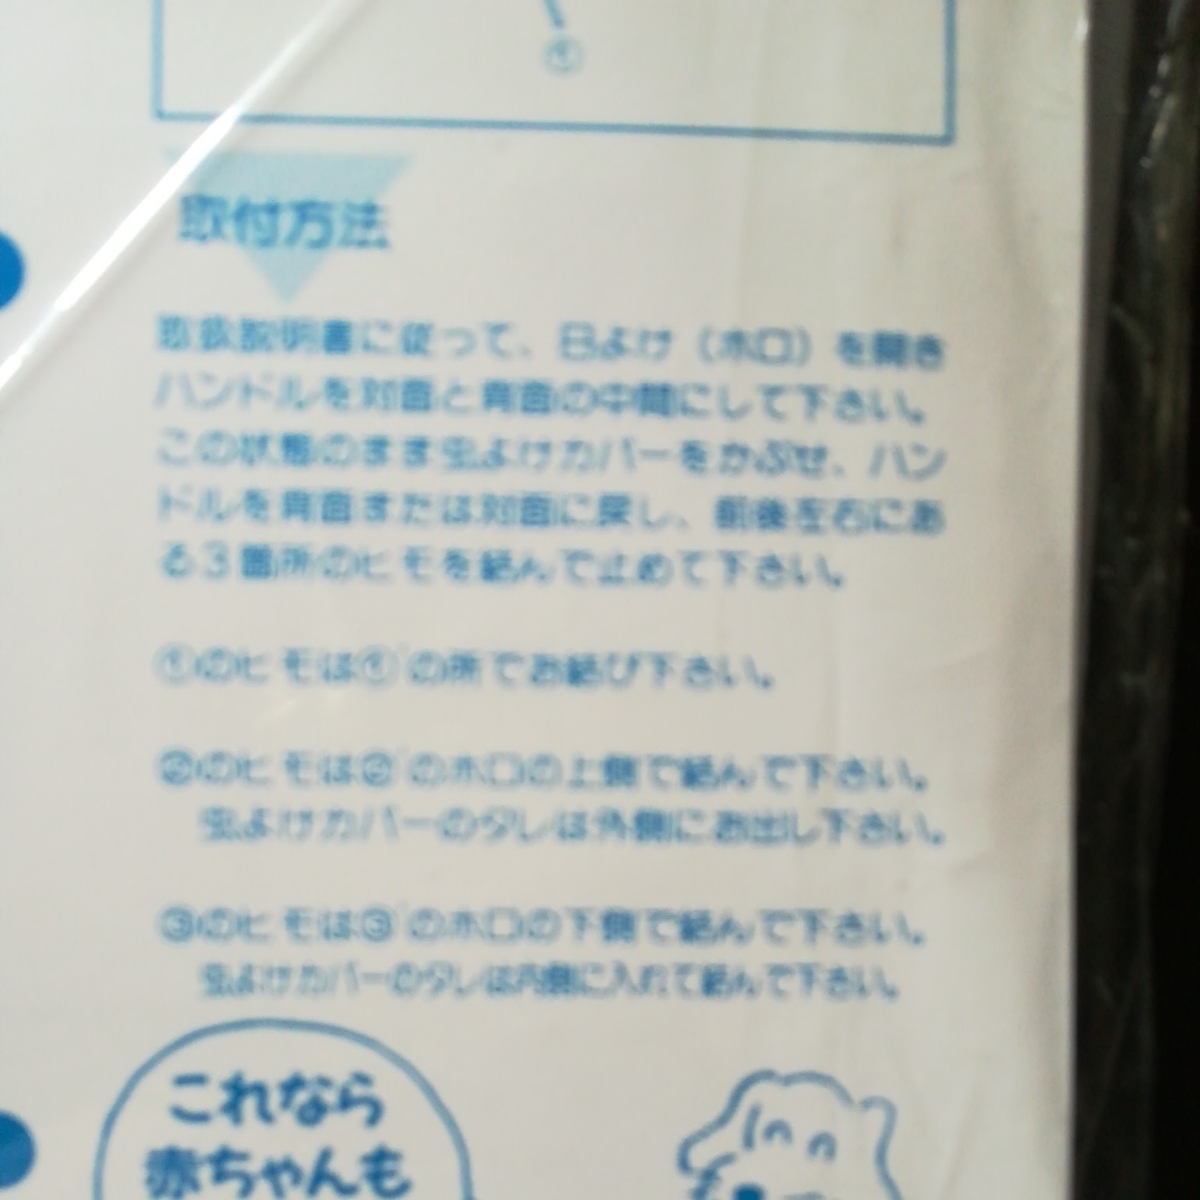 ①
取付方法
取扱説明書に従って、日よけ（ホロ）を開き
ハンドルを対面と背面の中間にして下さい。
この状態のまま虫よけカバーをかぶせ、ハン
ドルを背面または対面に戻し、前後左右にあ
る３箇所のヒモを結んで止めて下さい。
①のヒモは①'の所でお結び下さい。
②のヒモは②'のホロの上側で結んで下さい。
虫よけカバーのタレは外側にお出し下さい。
③のヒモは③'のホロの下側で結んで下さい。
虫よけカバーのタレは内側に入れて結んで下さい。
これなら
赤ちゃんも